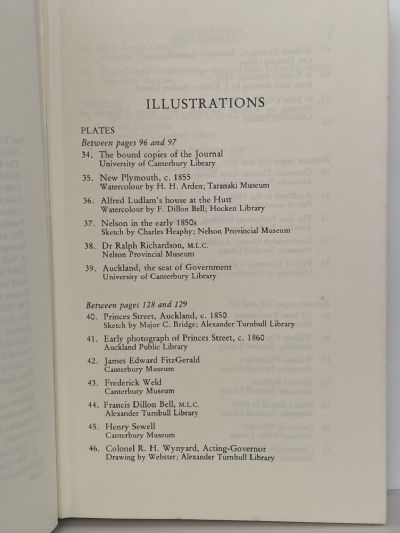 ILLUSTRATIONS
PLATES
Between pages 96 and 97
34. The bound copies of the Journal
University of Canterbury Library
35. New Plymouth, c. 1855
Watercolour by H. H. Arden; Taranaki Museum
36. Alfred Ludlam's house at the Hutt
Watercolour by F. Dillon Bell; Hocken Library
37. Nelson in the early 1850s
Sketch by Charles Heaphy; Nelson Provincial Museum
38. Dr Ralph Richardson, M.L.C.
Nelson Provincial Museum
39. Auckland, the seat of Government
University of Canterbury Library
Between pages 128 and 129
40. Princes Street, Auckland, c. 1850
Sketch by Major C. Bridge; Alexander Turnbull Library
41. Early photograph of Princes Street, c. 1860
Auckland Public Library
42. James Edward FitzGerald
Canterbury Museum
43. Frederick Weld
Canterbury Museum
44. Francis Dillon Bell, M.L.C.
Alexander Turnbull Library
45. Henry Sewell
Canterbury Museum
46. Colonel R. H. Wynyard, Acting-Governor
Drawing by Webster; Alexander Turnbull Library